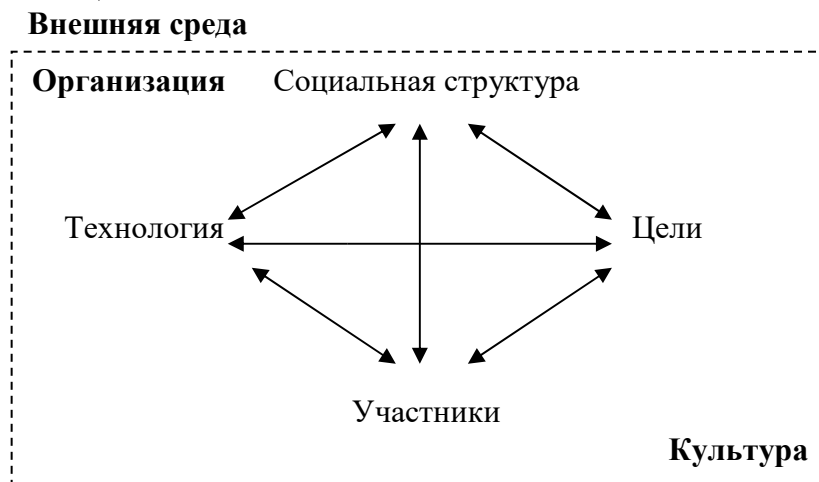 Внешняя среда
Организация Социальная структура
Технология Цели
Участники
Культура